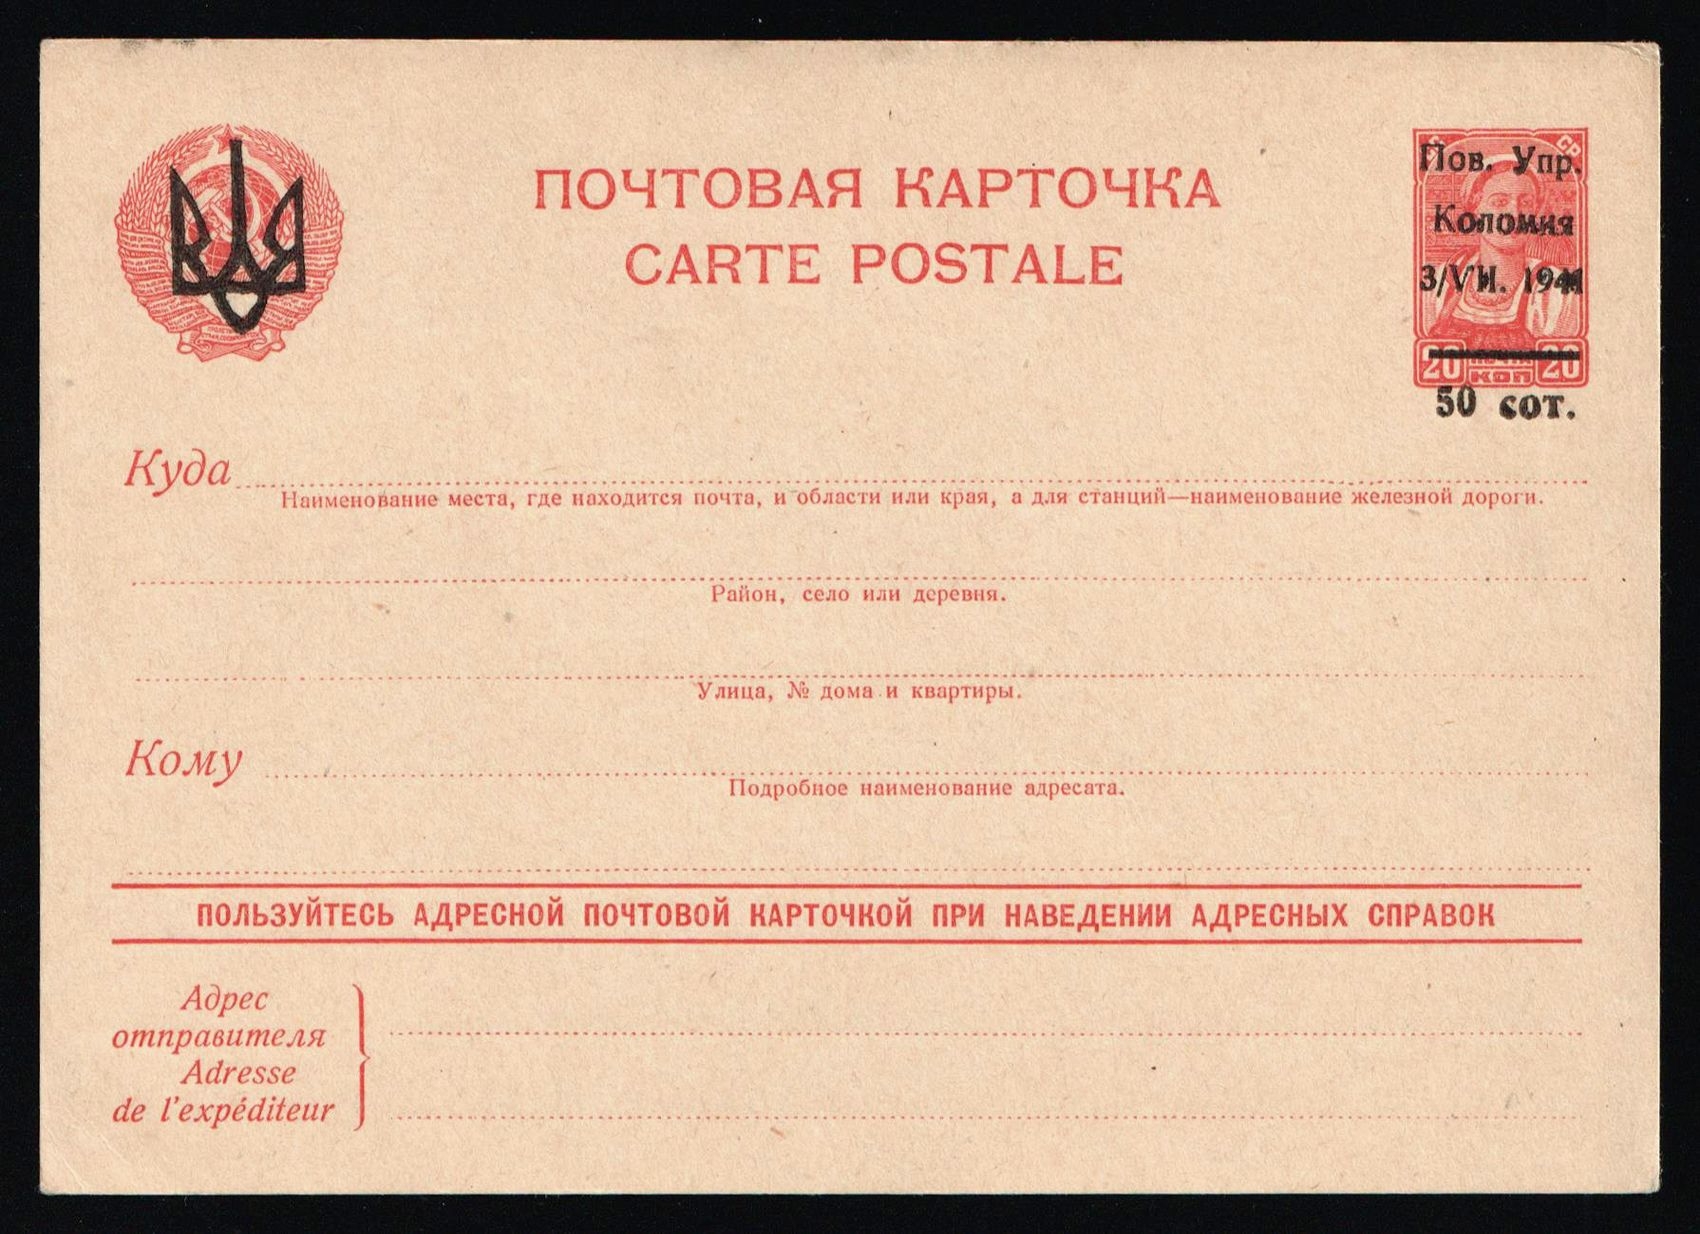 ПОЧТОВАЯ КАРТОЧКА
CARTE POSTALE
Пов. Упр.
Коломия
3/VII. 1941
20 ПОЧТА 20
КОП
50 сот.
Куда
Наименование места, где находится почта, и области или края, а для станций—наименование железной дороги.
Район, село или деревня.
Улица, № дома и квартиры.
Кому
Подробное наименование адресата.
ПОЛЬЗУЙТЕСЬ АДРЕСНОЙ ПОЧТОВОЙ КАРТОЧКОЙ ПРИ НАВЕДЕНИИ АДРЕСНЫХ СПРАВОК
Адрес
отправителя
Adresse
de l'expéditeur